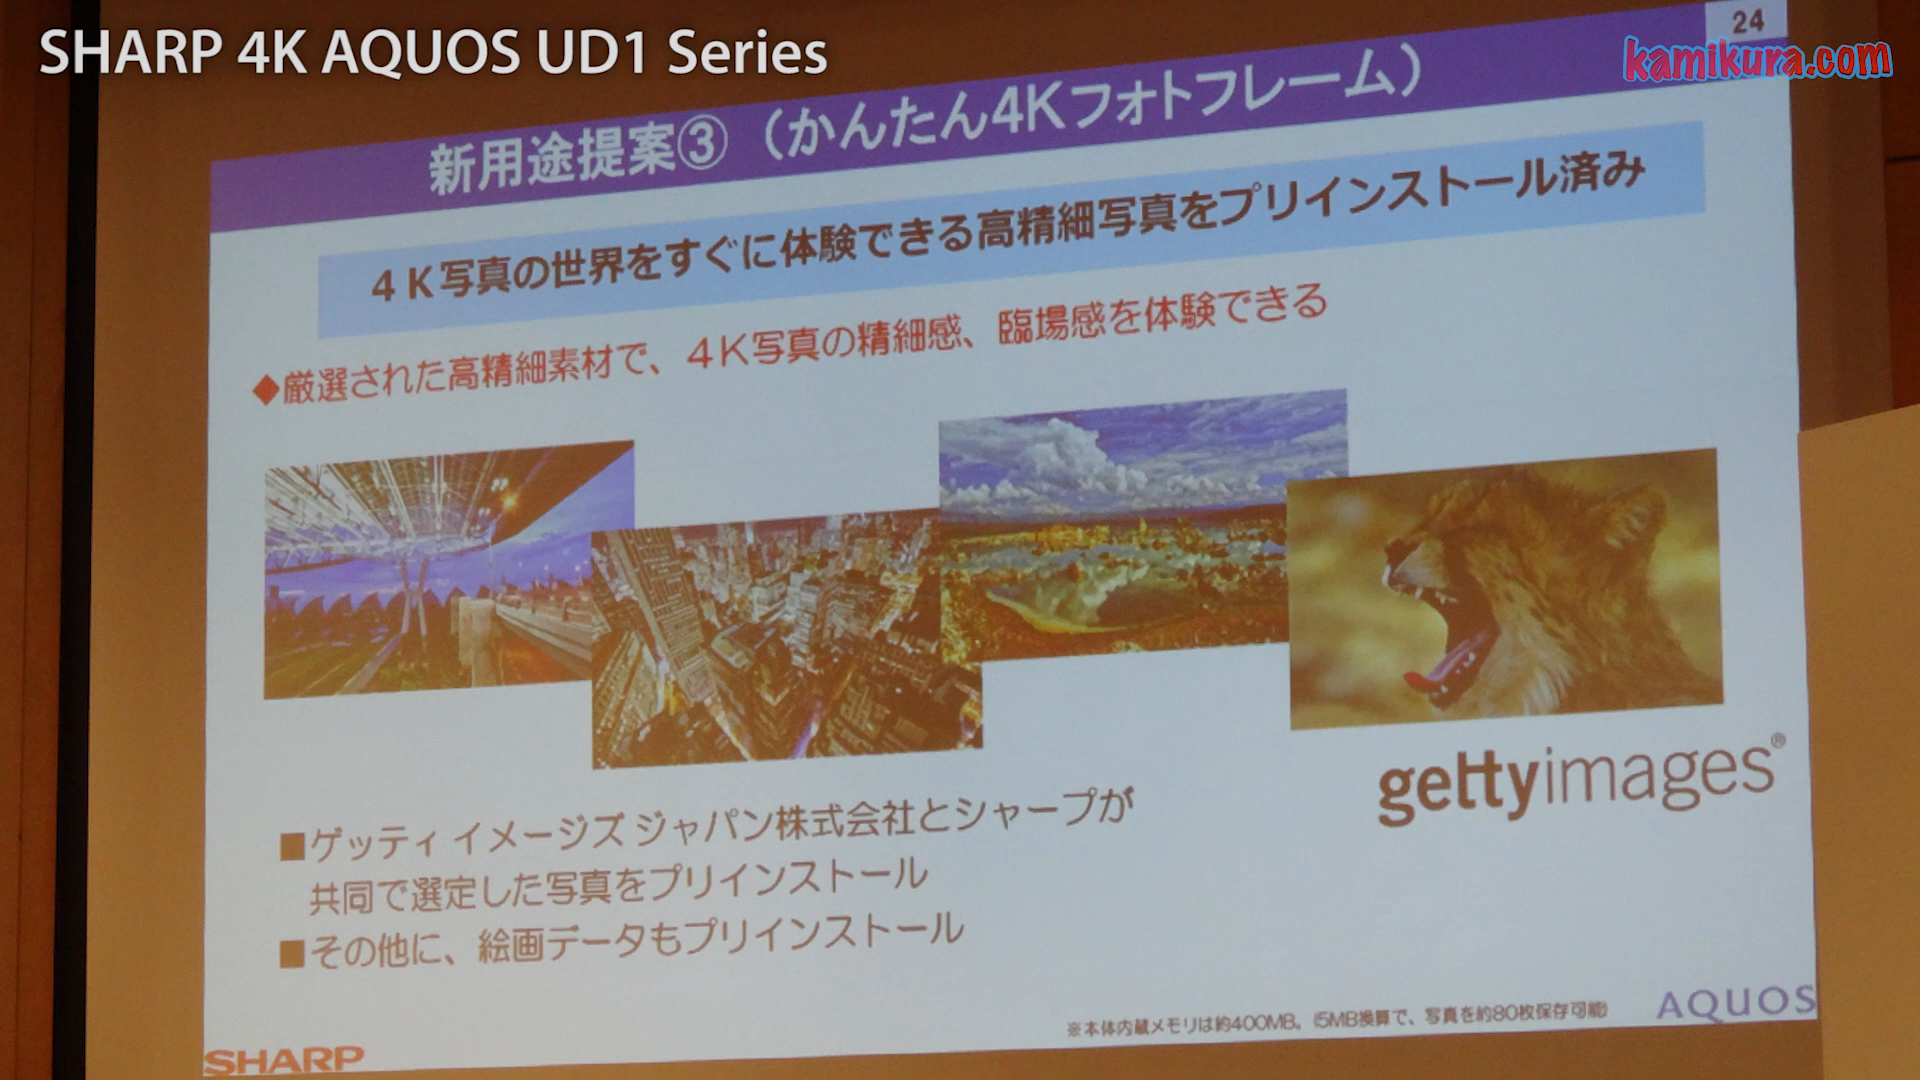 SHARP 4K AQUOS UD1 Series
24
kamikura.com
新用途提案③（かんたん4Kフォトフレーム）
４Ｋ写真の世界をすぐに体験できる高精細写真をプリインストール済み
◆厳選された高精細素材で、４Ｋ写真の精細感、臨場感を体験できる
gettyimages®
■ゲッティ イメージズ ジャパン株式会社とシャープが
共同で選定した写真をプリインストール
■その他に、絵画データもプリインストール
※本体内蔵メモリは約400MB。（5MB換算で、写真を約80枚保存可能）
AQUOS
SHARP